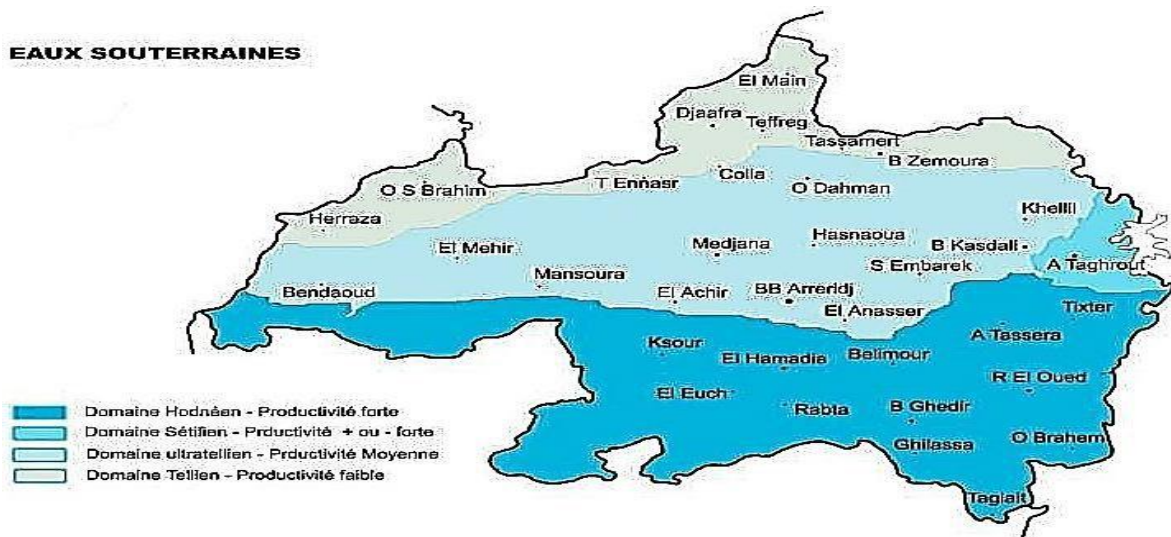 EAUX SOUTERRAINES
El Main
Djaafra
Teffreg
Tassamert
B Zemoura
Colla
T Ennasr
O Dahman
O S Brahim
Herraza
Khellil
El Mehir
Medjana
Hasnaoua
B Kasdali
Mansoura
S Embarek
A Taghrout
Bendaoud
El Achir
BB Arreridj
El Anasser
Tixter
A Tassera
Ksour
El Hamadia
Belimour
R El Oued
El Euch
Rabta
B Ghedir
Ghilassa
O Brahem
Taglait
Domaine Hodnéen - Productivité forte
Domaine Sétifien - Prductivité + ou - forte
Domaine ultratellien - Prductivité Moyenne
Domaine Tellien - Productivité faible